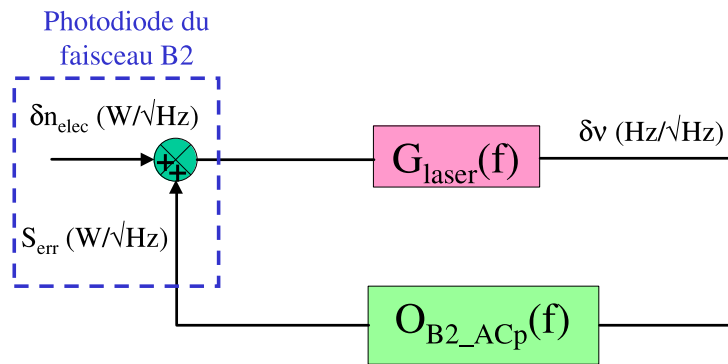 Photodiode du
faisceau B2
δn_elec (W/√Hz)
δν (Hz/√Hz)
+
+
G_laser(f)
S_err (W/√Hz)
O_B2_ACp(f)